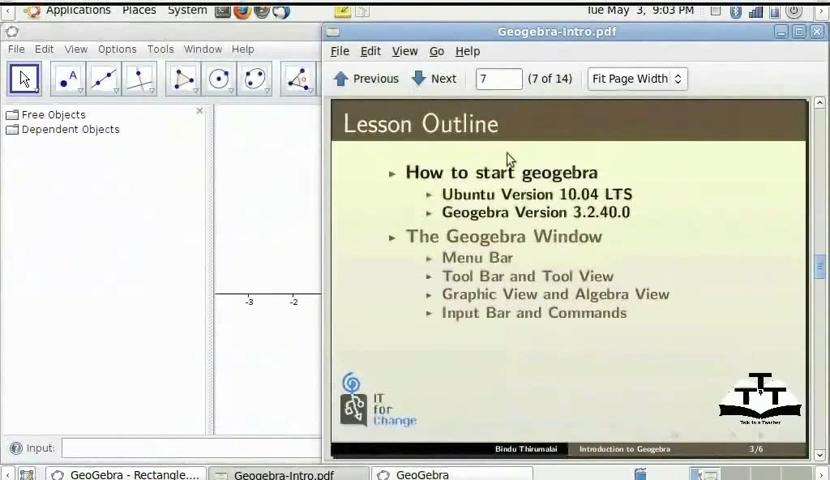 Applications Places System
Tue May 3, 9:03 PM
File Edit View Options Tools Window Help
A
Free Objects
Dependent Objects
-3 -2
Input:
Geogebra-Intro.pdf
File Edit View Go Help
Previous Next 7 (7 of 14) Fit Page Width
Lesson Outline
How to start geogebra
Ubuntu Version 10.04 LTS
Geogebra Version 3.2.40.0
The Geogebra Window
Menu Bar
Tool Bar and Tool View
Graphic View and Algebra View
Input Bar and Commands
IT
for
Change
T T T
Talk to a Teacher
Bindu Thirumalai Introduction to Geogebra 3/6
GeoGebra - Rectangle.... Geogebra-Intro.pdf GeoGebra